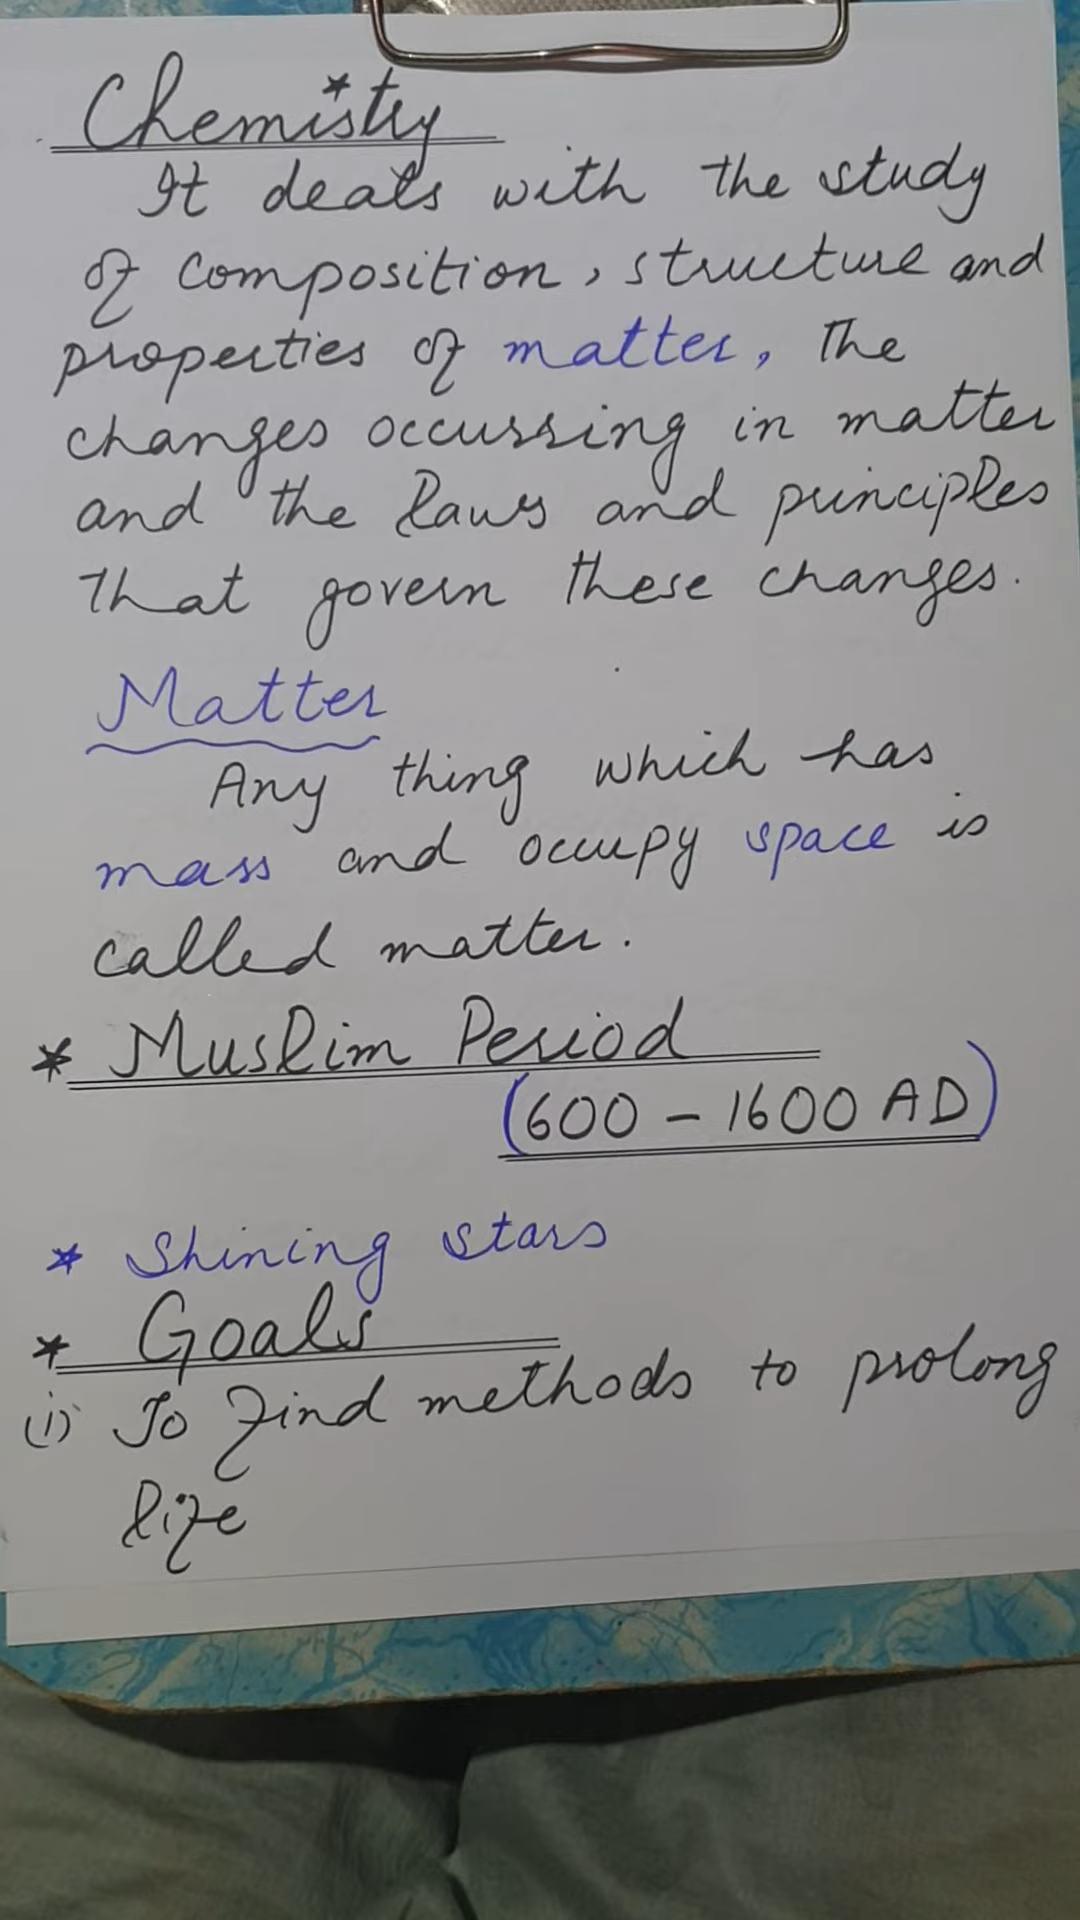 Chemistry
It deals with the study
of composition, structure and
properties of matter, The
changes occurring in matter
and the laws and principles
That govern these changes.
Matter
Any thing which has
mass and occupy space is
called matter.
* Muslim Period
(600 - 1600 AD)
* Shining stars
* Goals
(i) To Find methods to prolong
life